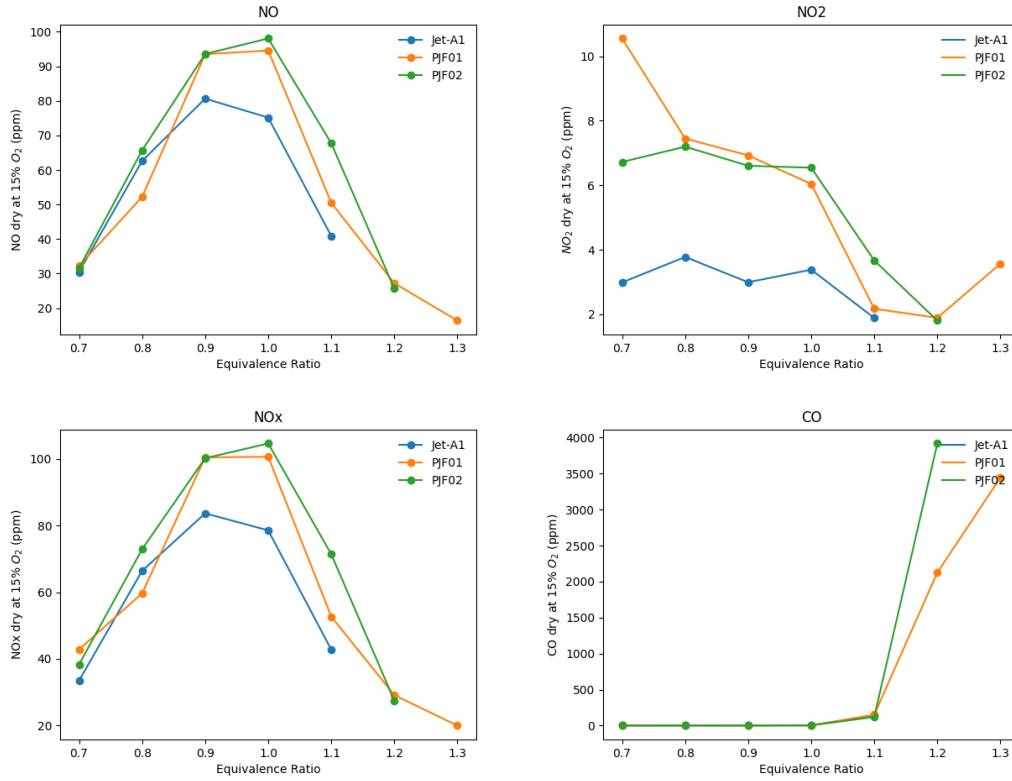 NO
NO dry at 15% O₂ (ppm)
100
90
80
70
60
50
40
30
20
Jet-A1
PJF01
PJF02
0.7 0.8 0.9 1.0 1.1 1.2 1.3
Equivalence Ratio
NO2
NO₂ dry at 15% O₂ (ppm)
10
8
6
4
2
Jet-A1
PJF01
PJF02
0.7 0.8 0.9 1.0 1.1 1.2 1.3
Equivalence Ratio
NOx
NOx dry at 15% O₂ (ppm)
100
80
60
40
20
Jet-A1
PJF01
PJF02
0.7 0.8 0.9 1.0 1.1 1.2 1.3
Equivalence Ratio
CO
CO dry at 15% O₂ (ppm)
4000
3500
3000
2500
2000
1500
1000
500
0
Jet-A1
PJF01
PJF02
0.7 0.8 0.9 1.0 1.1 1.2 1.3
Equivalence Ratio